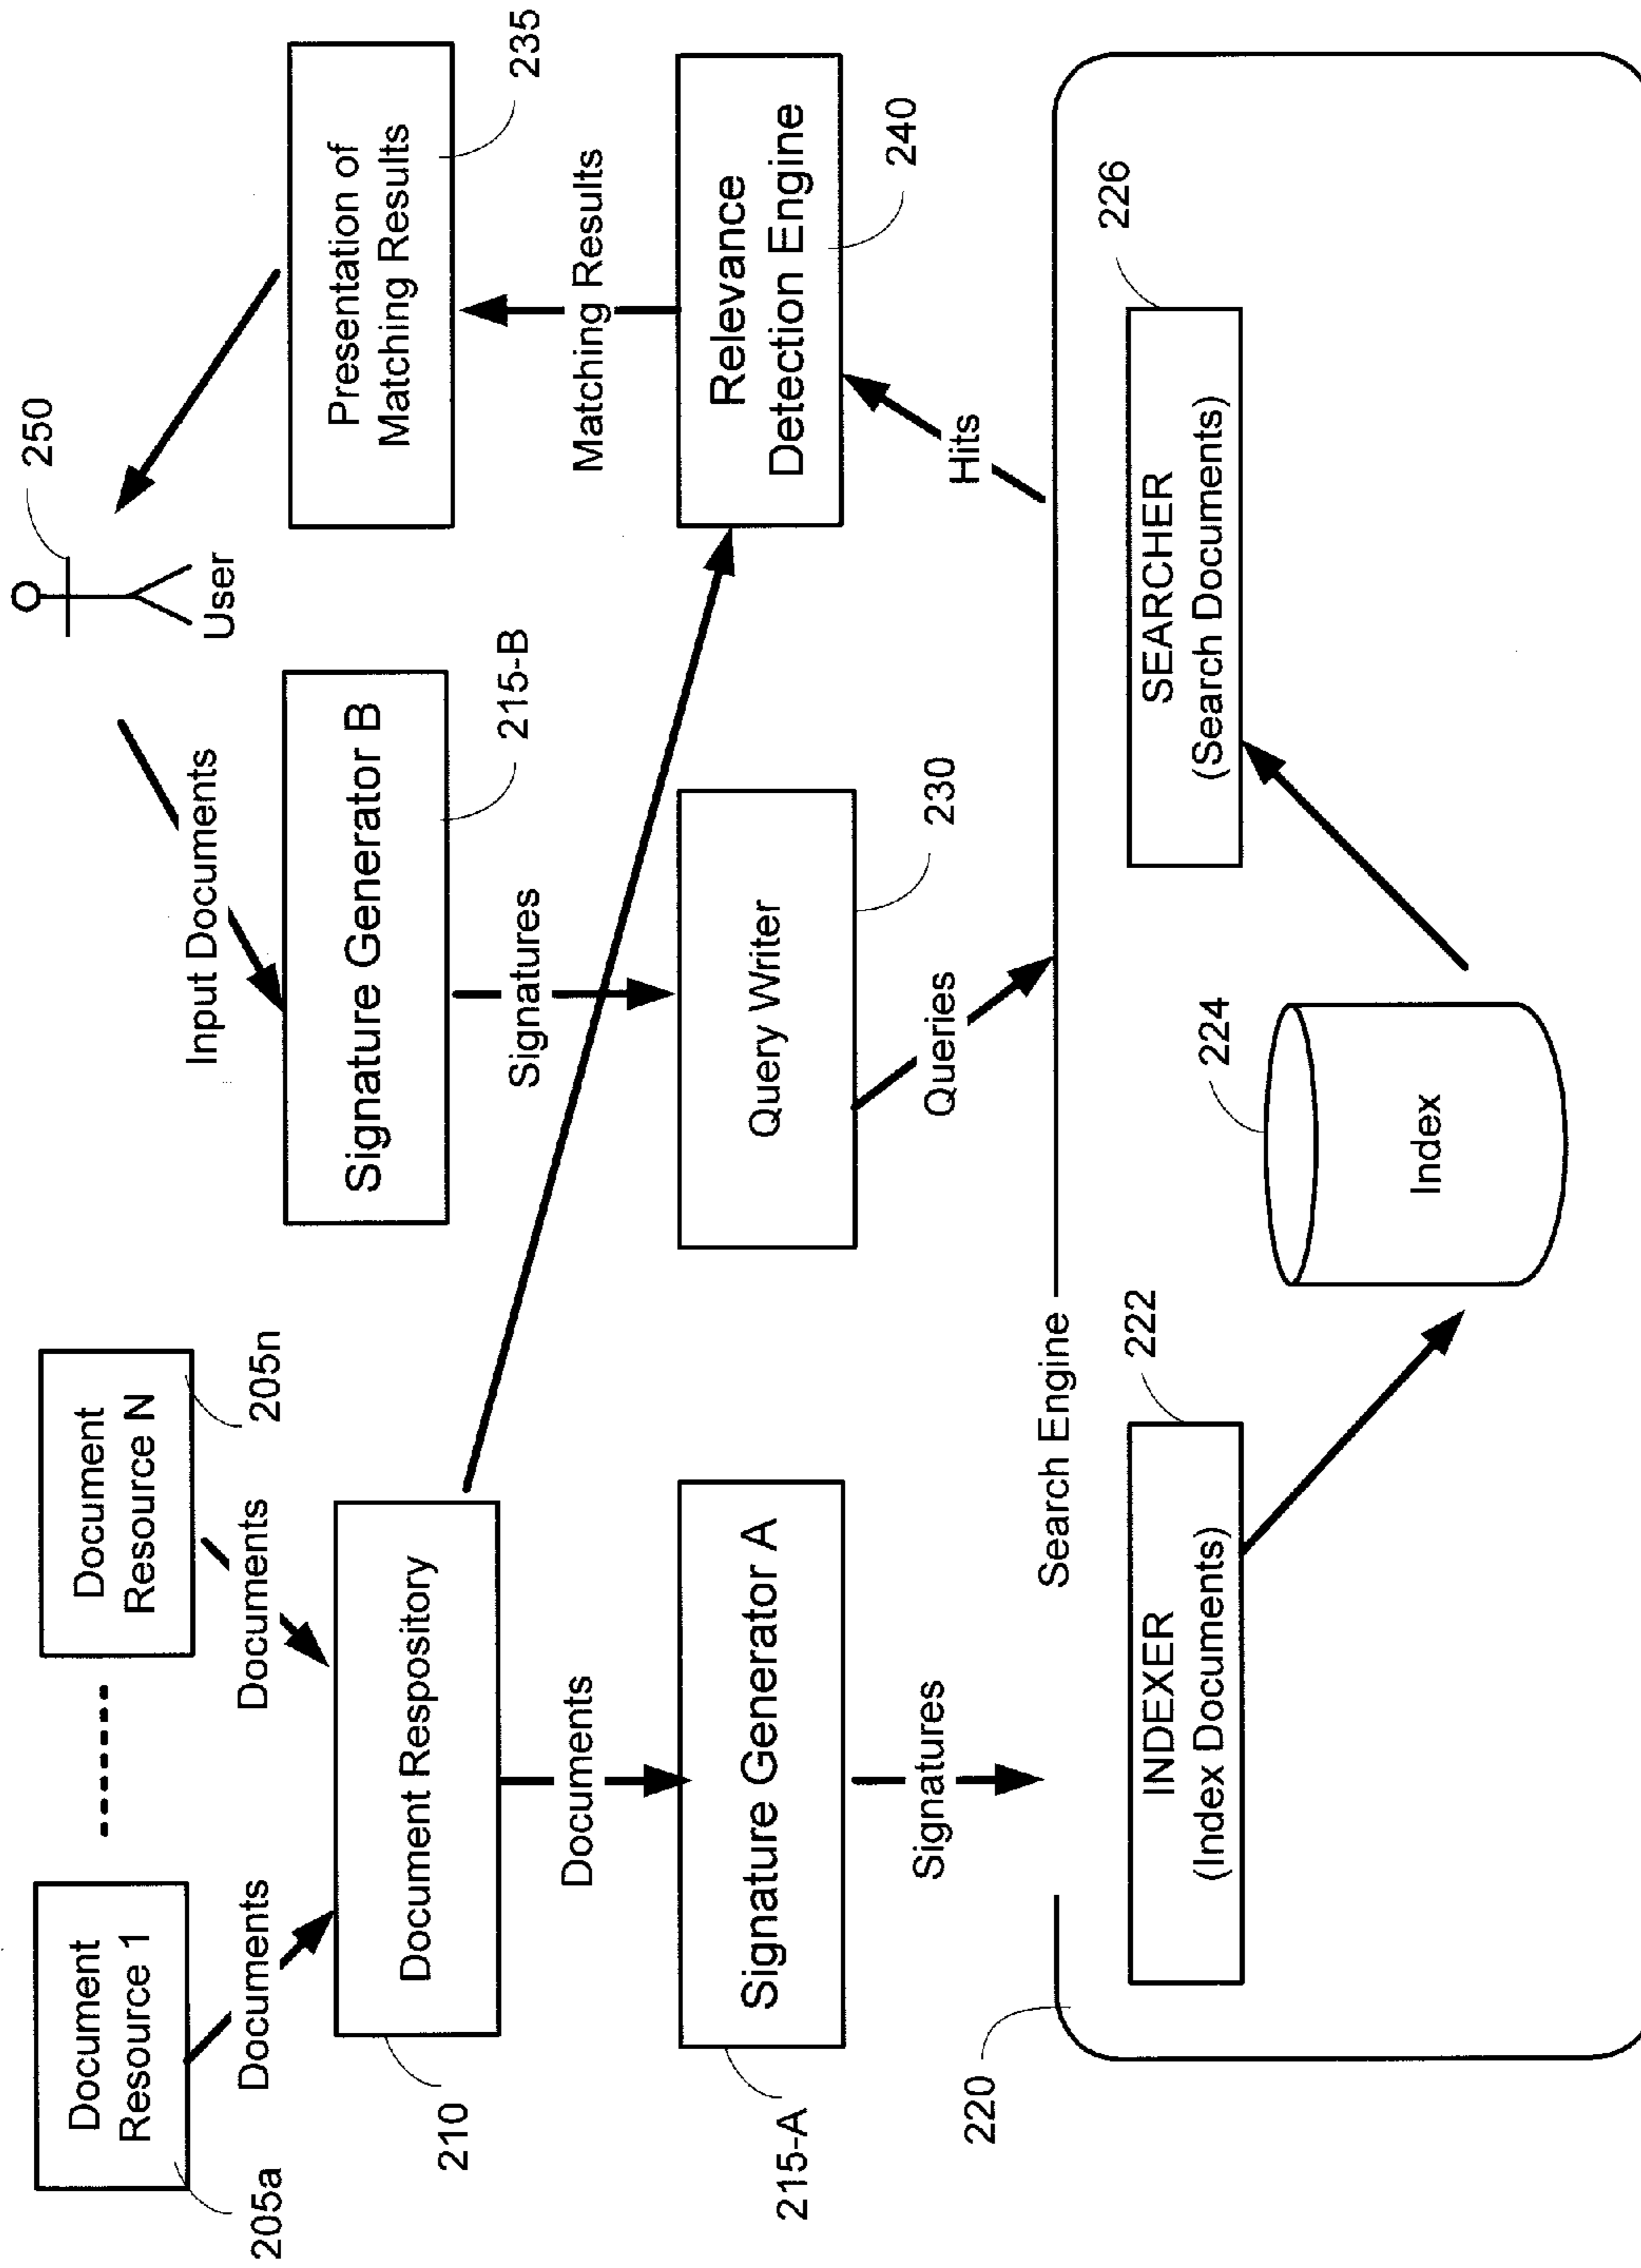 Document
Resource 1
205a
Document
Resource N
205n
Documents
Documents
Document Respository
210
Documents
Signature Generator A
215-A
Signatures
User
250
Input Documents
Signature Generator B
215-B
Signatures
Query Writer
230
Queries
Presentation of
Matching Results
235
Matching Results
Relevance
Detection Engine
240
Hits
Search Engine
220
INDEXER
(Index Documents)
222
Index
224
SEARCHER
(Search Documents)
226